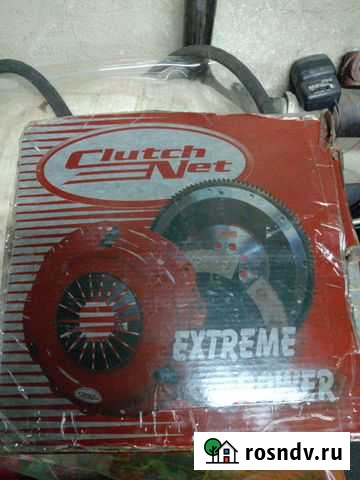 Clutch
Net
EXTREME
rosndv.ru